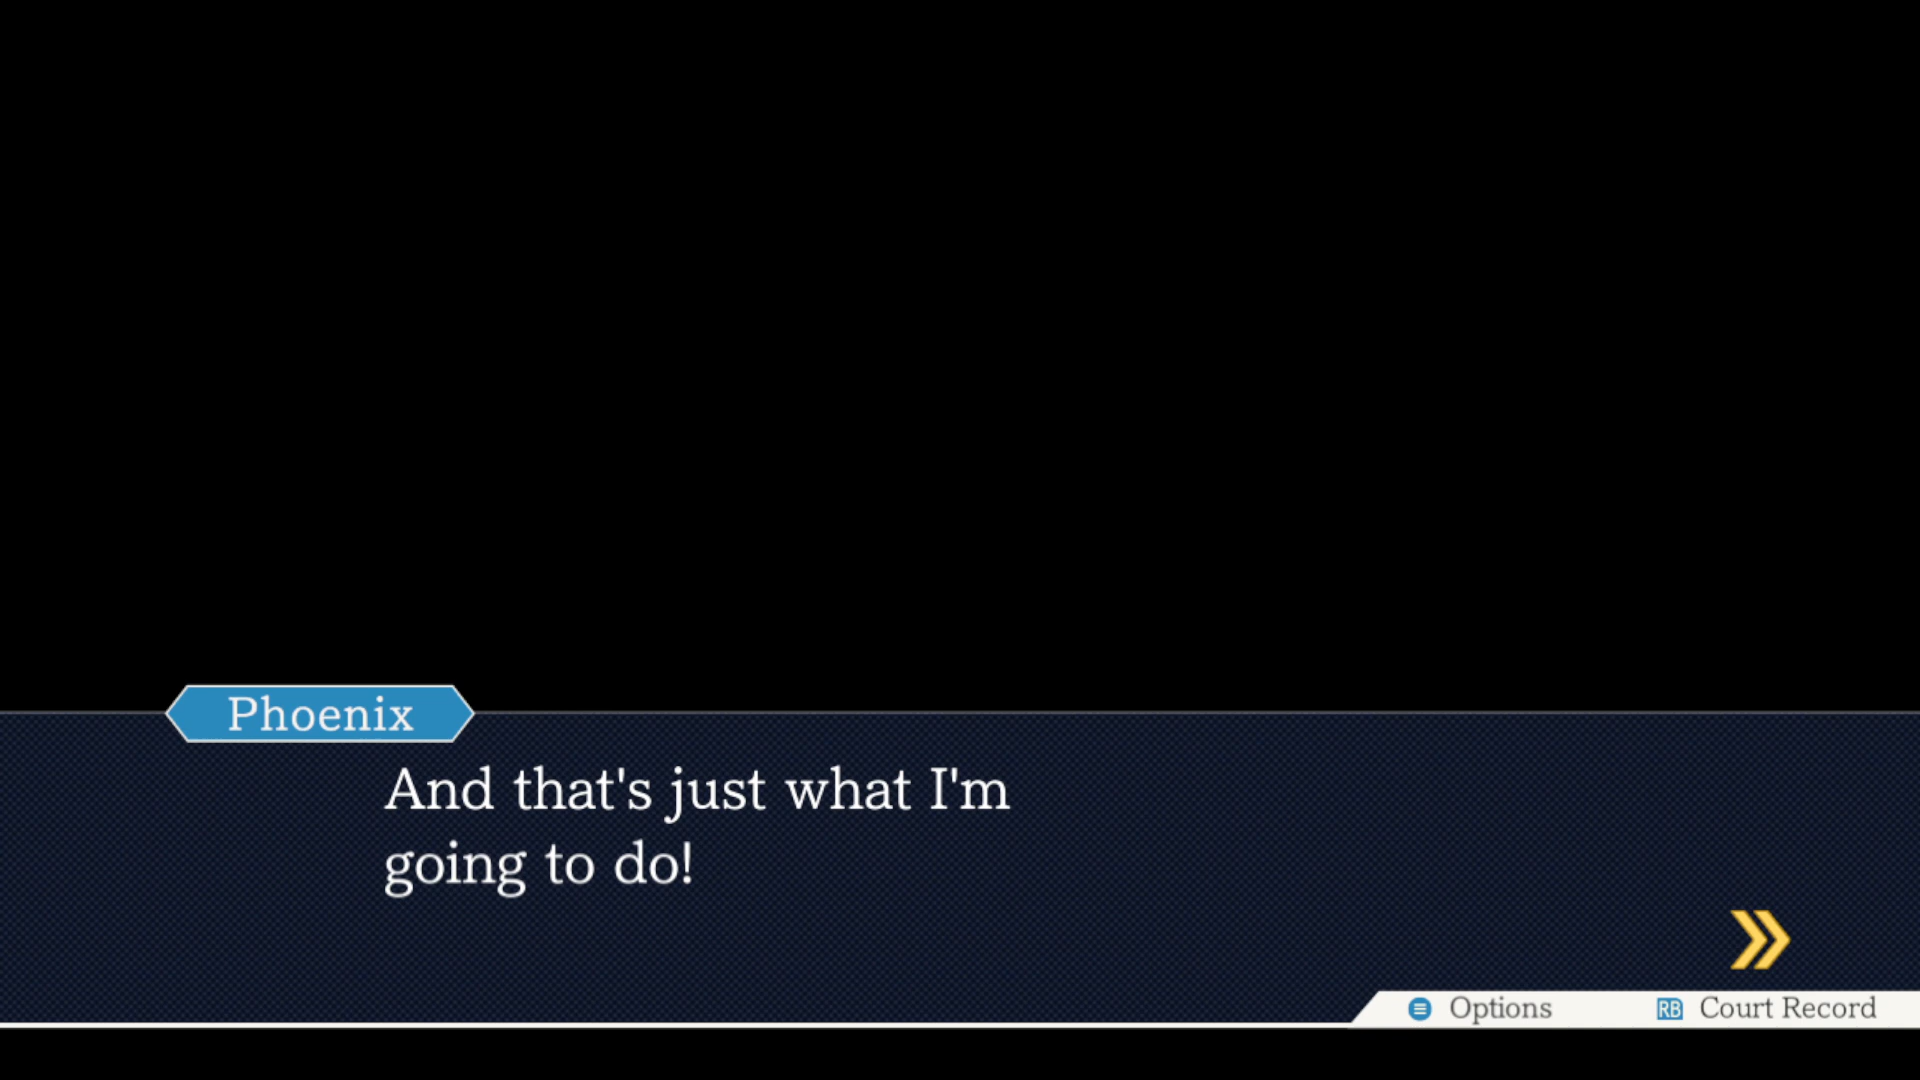 Phoenix
And that's just what I'm
going to do!
Options
RB Court Record